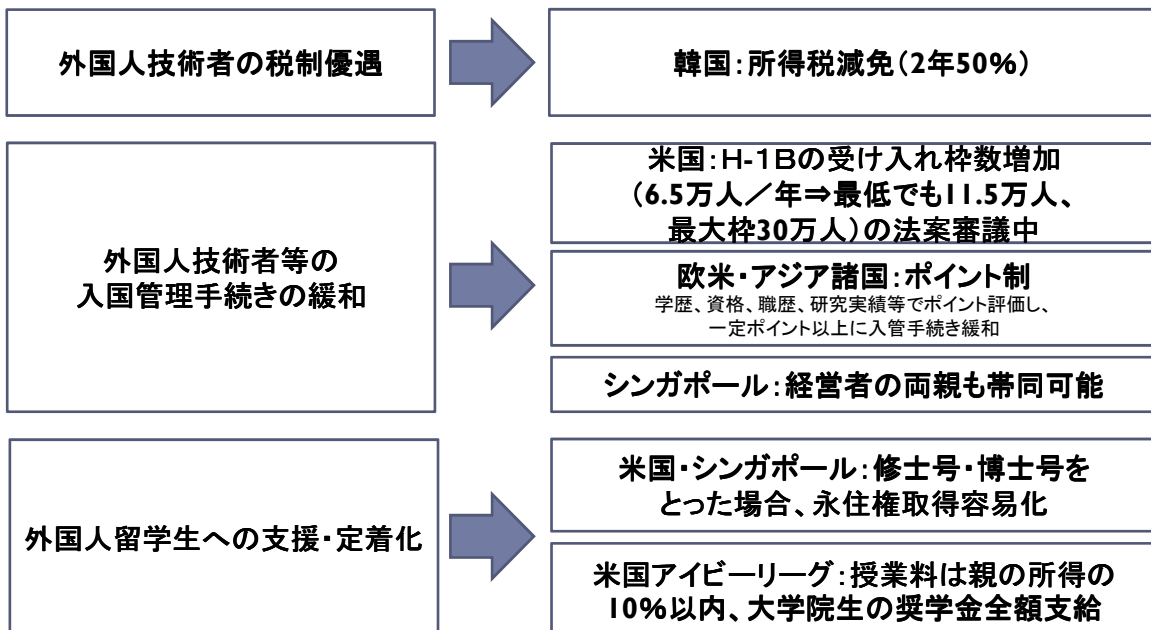 外国人技術者の税制優遇
韓国：所得税減免（2年50％）
外国人技術者等の
入国管理手続きの緩和
米国：Ｈ-１Ｂの受け入れ枠数増加
（6.5万人／年⇒最低でも11.5万人、
最大枠30万人）の法案審議中
欧米・アジア諸国：ポイント制
学歴、資格、職歴、研究実績等でポイント評価し、
一定ポイント以上に入管手続き緩和
シンガポール：経営者の両親も帯同可能
外国人留学生への支援・定着化
米国・シンガポール：修士号・博士号を
とった場合、永住権取得容易化
米国アイビーリーグ：授業料は親の所得の
10％以内、大学院生の奨学金全額支給